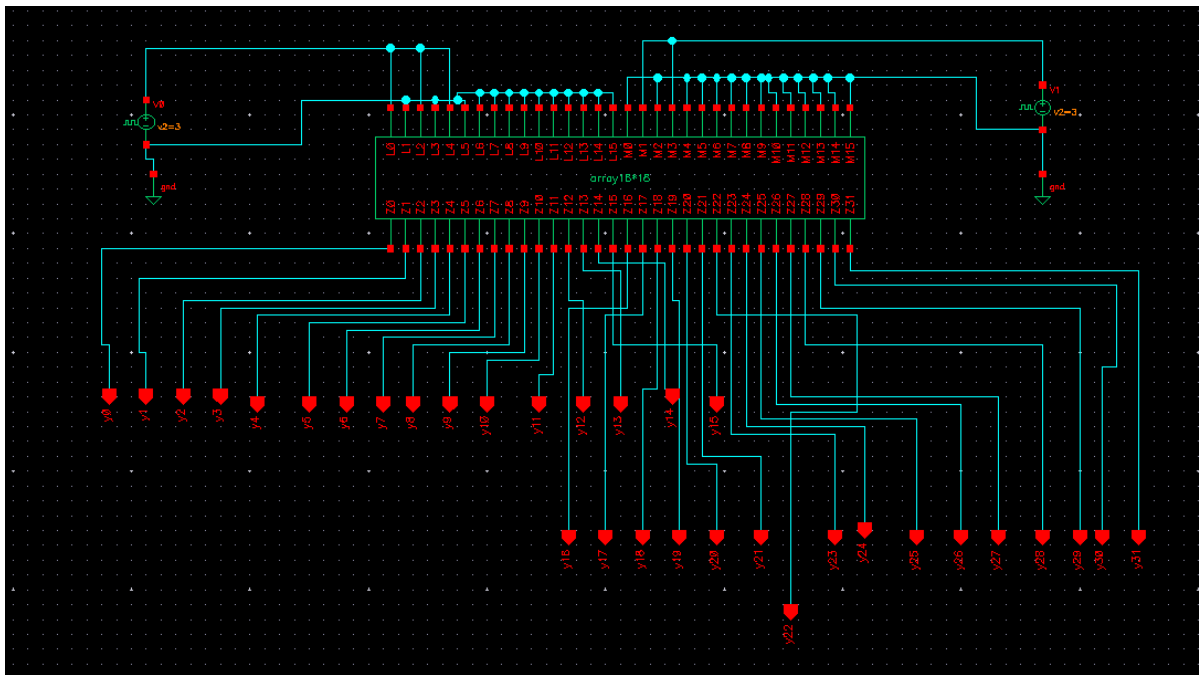 V0
v2=3
gnd
V1
v2=3
gnd
L0 L1 L2 L3 L4 L5 L6 L7 L8 L9 L10 L11 L12 L13 L14 L15 M0 M1 M2 M3 M4 M5 M6 M7 M8 M9 M10 M11 M12 M13 M14 M15
array16*16
Z0 Z1 Z2 Z3 Z4 Z5 Z6 Z7 Z8 Z9 Z10 Z11 Z12 Z13 Z14 Z15 Z16 Z17 Z18 Z19 Z20 Z21 Z22 Z23 Z24 Z25 Z26 Z27 Z28 Z29 Z30 Z31
y0 y1 y2 y3 y4 y5 y6 y7 y8 y9 y10 y11 y12 y13 y14 y15
y16 y17 y18 y19 y20 y21 y23 y24 y25 y26 y27 y28 y29 y30 y31
y22